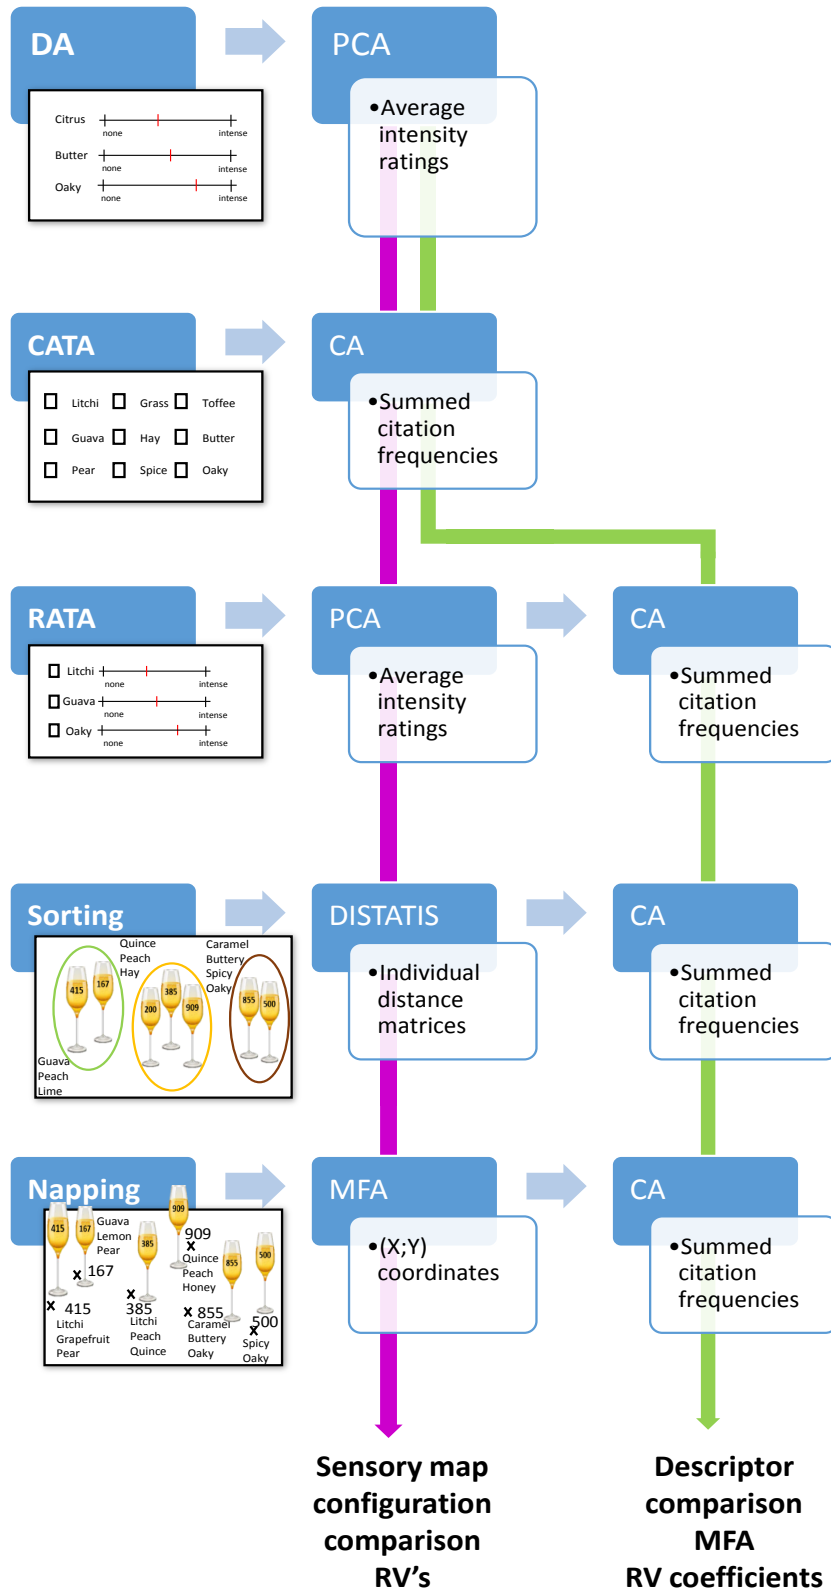 DA
PCA
•Average
intensity
ratings
Citrus
none
intense
Butter
none
intense
Oaky
none
intense
CATA
CA
•Summed
citation
frequencies
Litchi Grass Toffee
Guava Hay Butter
Pear Spice Oaky
RATA
PCA
CA
•Average
intensity
ratings
•Summed
citation
frequencies
Litchi
none
intense
Guava
none
intense
Oaky
none
intense
Sorting
DISTATIS
CA
•Individual
distance
matrices
•Summed
citation
frequencies
Quince
Peach
Hay
Caramel
Buttery
Spicy
Oaky
415
167
200
385
909
855
500
Guava
Peach
Lime
Napping
MFA
CA
•(X;Y)
coordinates
•Summed
citation
frequencies
415
167
Guava
Lemon
Pear
x 167
385
909
909
x
Quince
Peach
Honey
855
500
x 415
Litchi
Grapefruit
Pear
x
385
Litchi
Peach
Quince
x 855
Caramel
Buttery
Oaky
500
x
Spicy
Oaky
Sensory map
configuration
comparison
RV's
Descriptor
comparison
MFA
RV coefficients